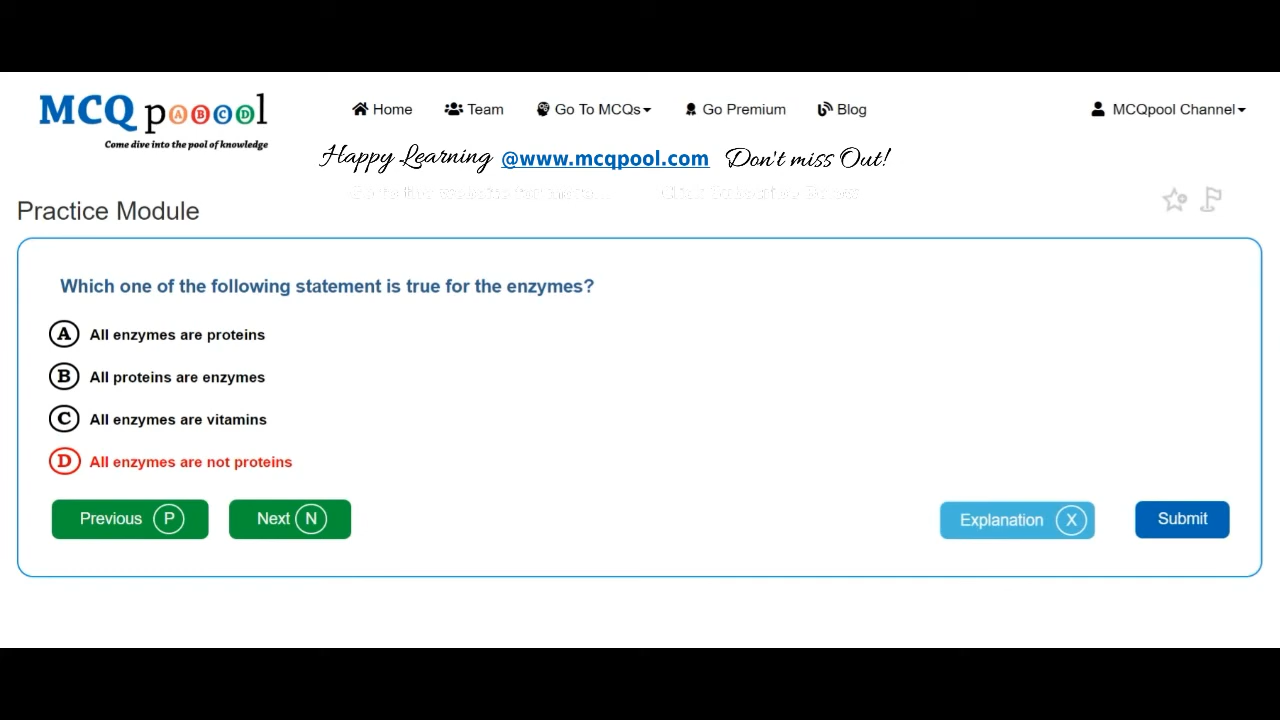 MCQ pABCDl
Come dive into the pool of knowledge
Home Team Go To MCQs Go Premium Blog MCQpool Channel
Happy Learning @www.mcqpool.com Don't miss Out!
Practice Module
Which one of the following statement is true for the enzymes?
A All enzymes are proteins
B All proteins are enzymes
C All enzymes are vitamins
D All enzymes are not proteins
Previous P Next N Explanation X Submit